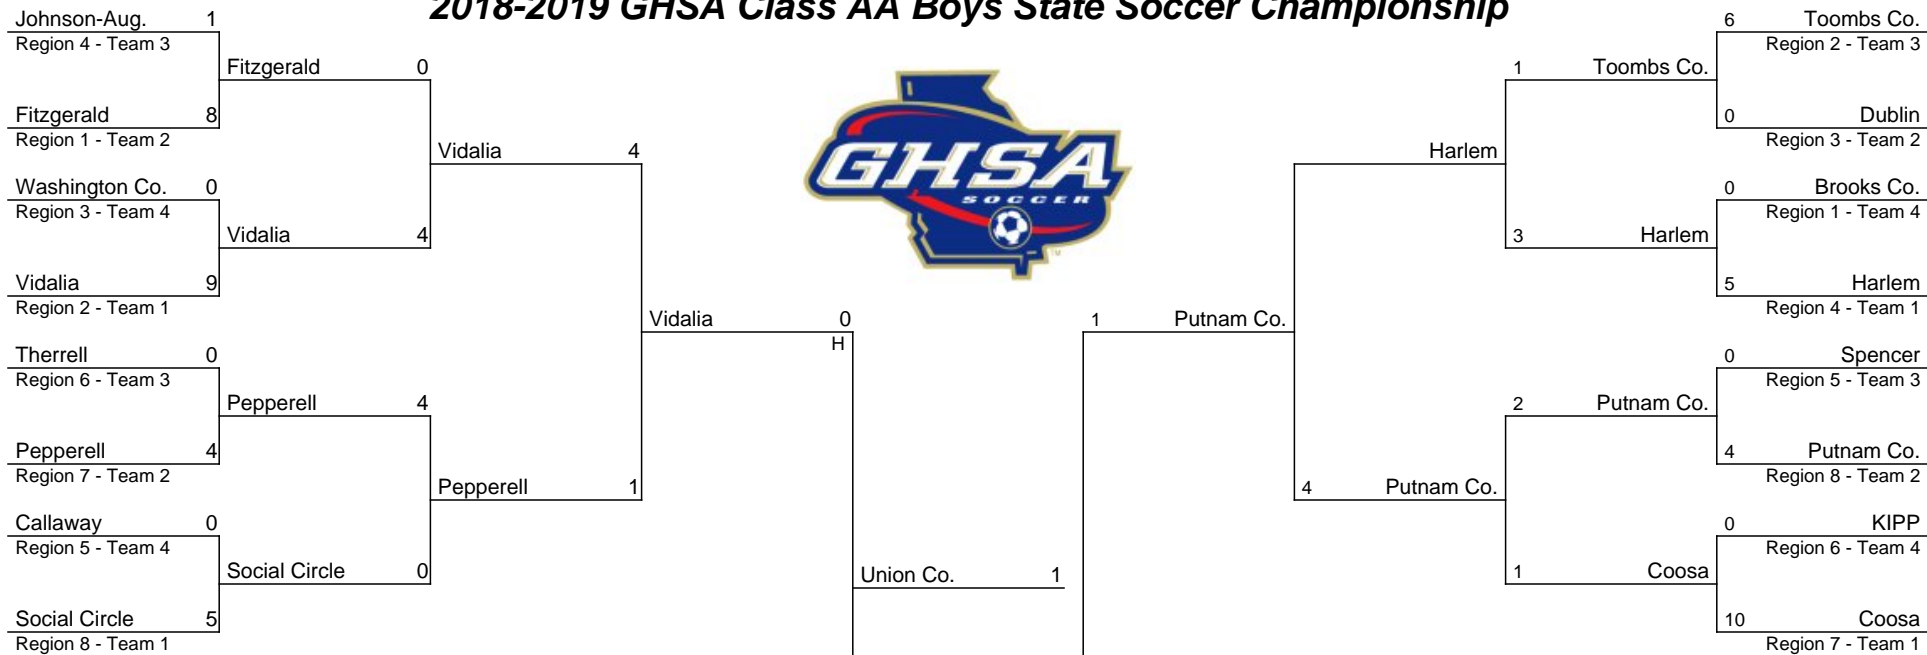 2018-2019 GHSA Class AA Boys State Soccer Championship
Johnson-Aug. 1
Region 4 - Team 3
Fitzgerald 0
Fitzgerald 8
Region 1 - Team 2
Vidalia 4
Washington Co. 0
Region 3 - Team 4
Vidalia 4
Vidalia 9
Region 2 - Team 1
Vidalia 0
H
Therrell 0
Region 6 - Team 3
Pepperell 4
Pepperell 4
Region 7 - Team 2
Pepperell 1
Callaway 0
Region 5 - Team 4
Social Circle 0
Social Circle 5
Region 8 - Team 1
GHSA
SOCCER
TM
Union Co. 1
6 Toombs Co.
Region 2 - Team 3
1 Toombs Co.
0 Dublin
Region 3 - Team 2
Harlem
0 Brooks Co.
Region 1 - Team 4
3 Harlem
5 Harlem
Region 4 - Team 1
1 Putnam Co.
0 Spencer
Region 5 - Team 3
2 Putnam Co.
4 Putnam Co.
Region 8 - Team 2
4 Putnam Co.
0 KIPP
Region 6 - Team 4
1 Coosa
10 Coosa
Region 7 - Team 1